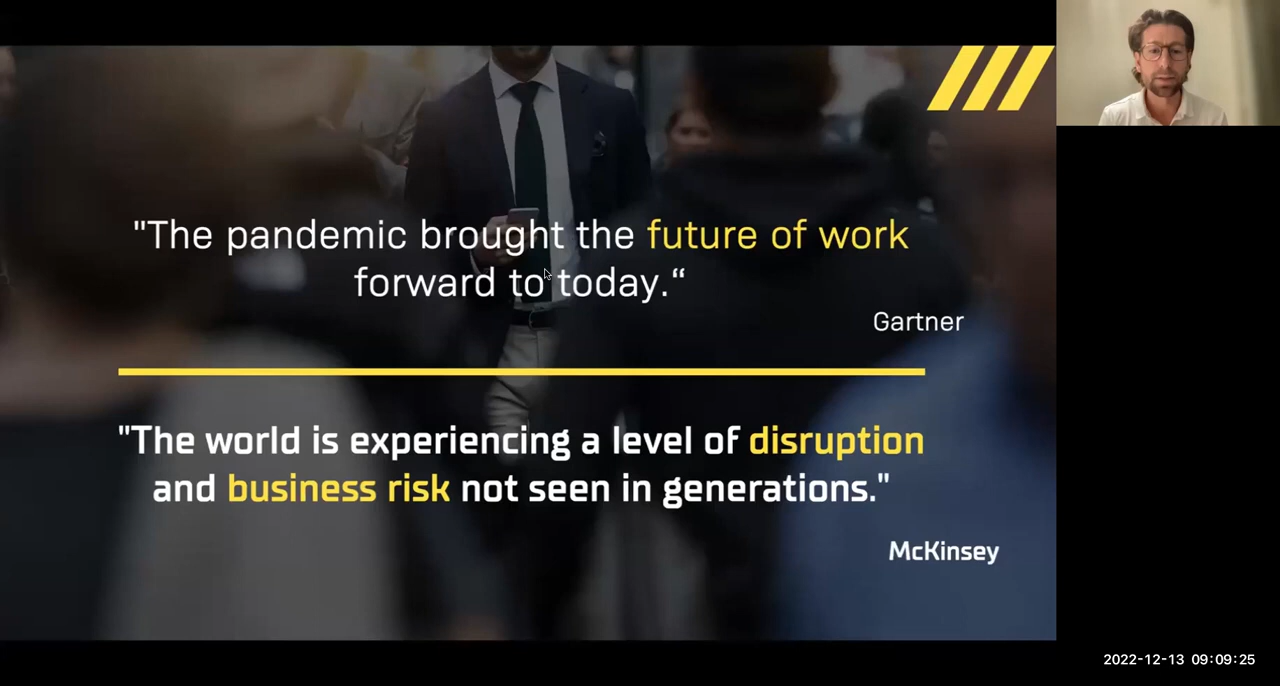 "The pandemic brought the future of work
forward to today.“
Gartner
"The world is experiencing a level of disruption
and business risk not seen in generations."
McKinsey
2022-12-13 09:09:25